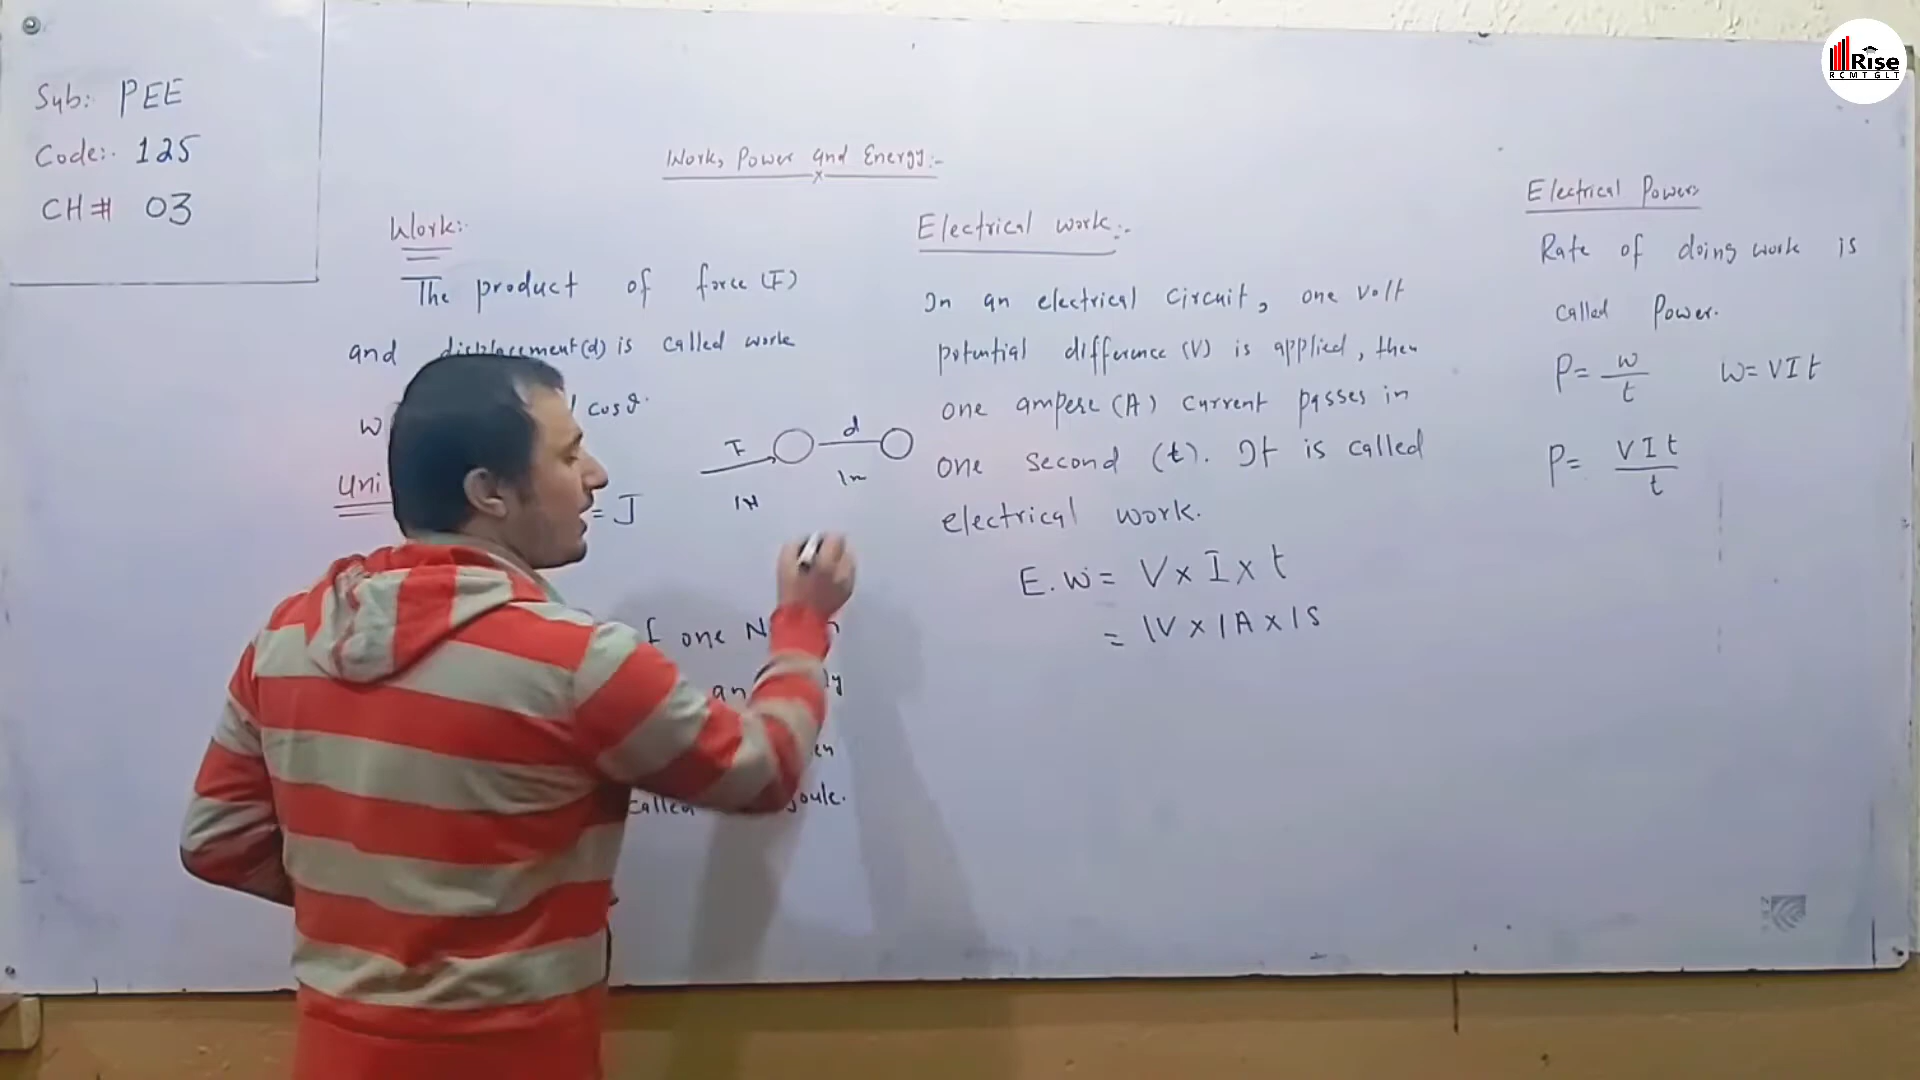 Sub: PEE
Code:- 125
CH# 03
Work, Power and Energy:-
Work:-
The product of force (F)
and displacement (d) is called work
W cosθ.
Uni = J
F d
1N 1m
one N
an
called joule.
Electrical work:-
In an electrical circuit, one volt
potential difference (V) is applied, then
one ampere (A) current passes in
one second (t). It is called
electrical work.
E.W = V x I x t
= 1V x 1A x 1S
Electrical Power:
Rate of doing work is
called Power.
P = w/t w = VIt
P = VIt/t
Rise
RCMTGLT